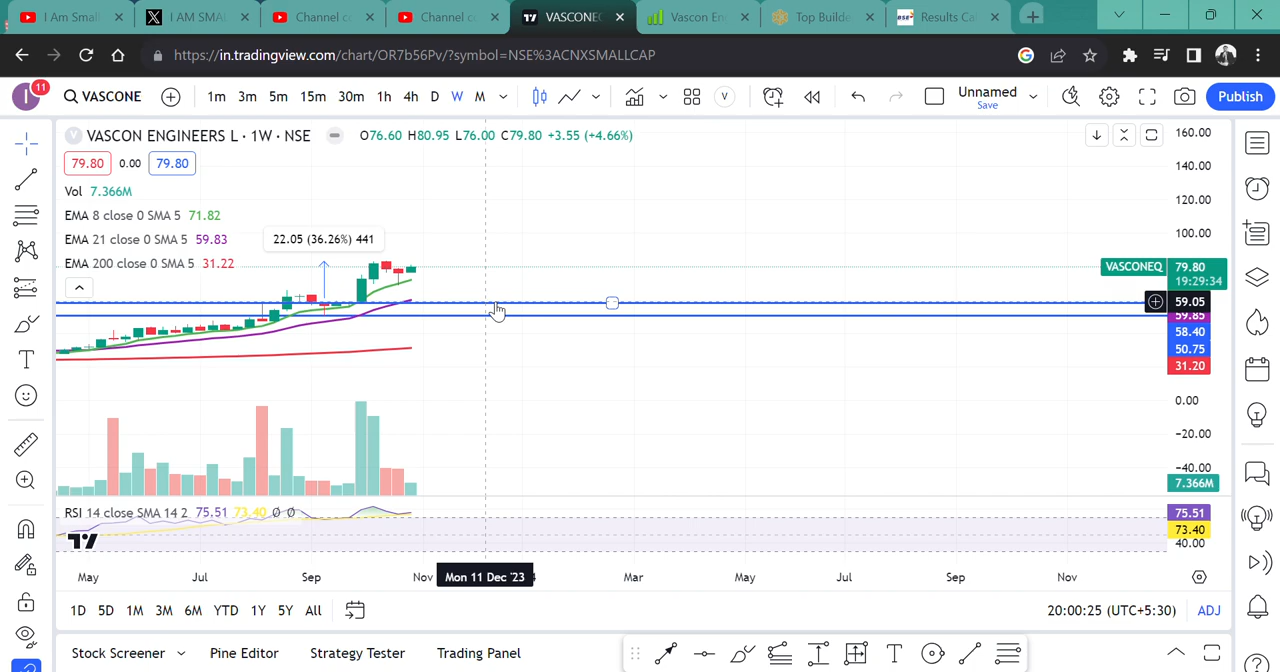 I Am Small
I AM SMAL
Channel co
Channel co
VASCONE
Vascon En
Top Builde
BSE
Results Cal
https://in.tradingview.com/chart/OR7b56Pv/?symbol=NSE%3ACNXSMALLCAP
I
11
VASCONE
1m 3m 5m 15m 30m 1h 4h D W M
V
Unnamed
Save
Publish
V
VASCON ENGINEERS L · 1W · NSE
O76.60 H80.95 L76.00 C79.80 +3.55 (+4.66%)
79.80 0.00 79.80
Vol 7.366M
EMA 8 close 0 SMA 5 71.82
EMA 21 close 0 SMA 5 59.83
EMA 200 close 0 SMA 5 31.22
22.05 (36.26%) 441
160.00
140.00
120.00
100.00
VASCONEQ 79.80
19:29:34
59.05
59.85
58.40
50.75
31.20
0.00
−20.00
−40.00
7.366M
RSI 14 close SMA 14 2 75.51 73.40 Ø Ø
75.51
73.40
40.00
May Jul Sep Nov Mon 11 Dec '23 Mar May Jul Sep Nov
1D 5D 1M 3M 6M YTD 1Y 5Y All
20:00:25 (UTC+5:30) ADJ
Stock Screener Pine Editor Strategy Tester Trading Panel